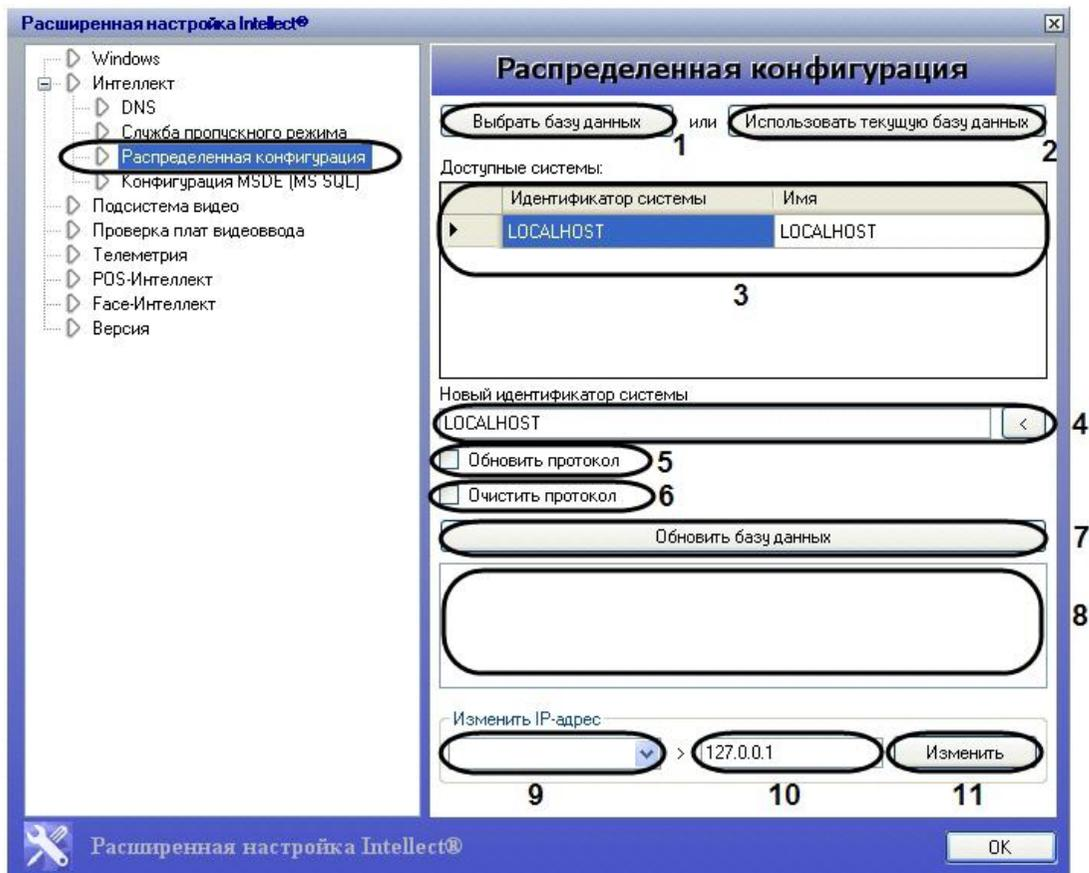 Расширенная настройка Intellect®
Windows
Интеллект
DNS
Служба пропускного режима
Распределенная конфигурация
Конфигурация MSDE (MS SQL)
Подсистема видео
Проверка плат видеоввода
Телеметрия
POS-Интеллект
Face-Интеллект
Версия
Распределенная конфигурация
Выбрать базу данных
1
или
Использовать текущую базу данных
2
Доступные системы:
Идентификатор системы
Имя
LOCALHOST
LOCALHOST
3
Новый идентификатор системы
LOCALHOST
<
4
Обновить протокол
5
Очистить протокол
6
Обновить базу данных
7
8
Изменить IP-адрес
>
127.0.0.1
Изменить
9
10
11
Расширенная настройка Intellect®
OK